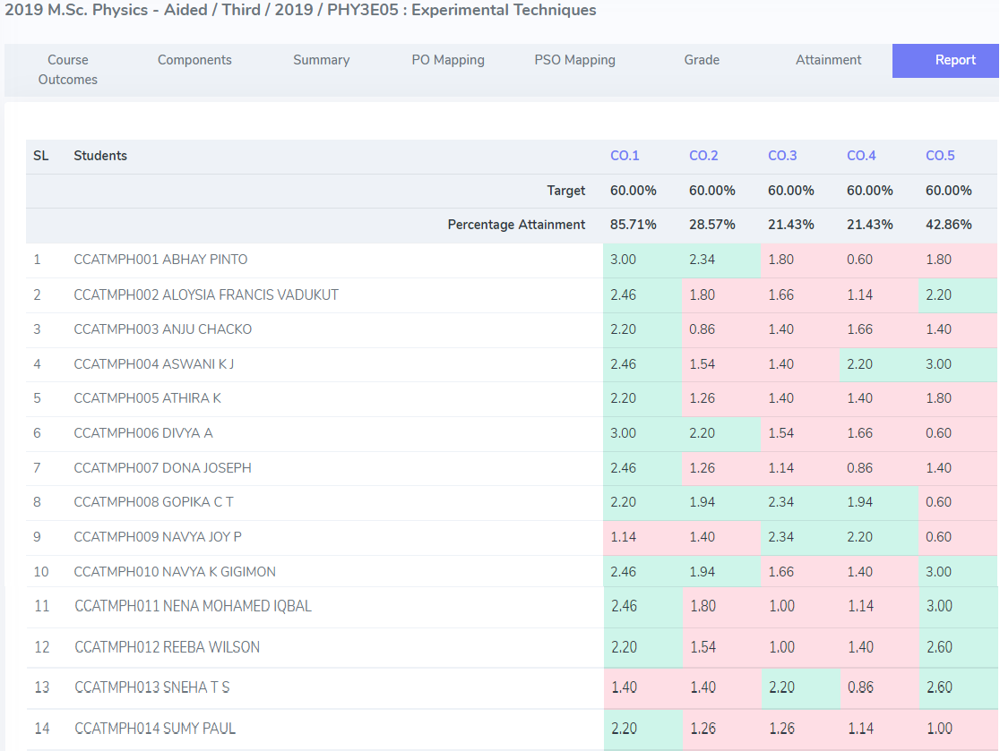 2019 M.Sc. Physics - Aided / Third / 2019 / PHY3E05 : Experimental Techniques
Course Outcomes Components Summary PO Mapping PSO Mapping Grade Attainment Report
SL Students CO.1 CO.2 CO.3 CO.4 CO.5
Target 60.00% 60.00% 60.00% 60.00% 60.00%
Percentage Attainment 85.71% 28.57% 21.43% 21.43% 42.86%
1 CCATMPH001 ABHAY PINTO 3.00 2.34 1.80 0.60 1.80
2 CCATMPH002 ALOYSIA FRANCIS VADUKUT 2.46 1.80 1.66 1.14 2.20
3 CCATMPH003 ANJU CHACKO 2.20 0.86 1.40 1.66 1.40
4 CCATMPH004 ASWANI K J 2.46 1.54 1.40 2.20 3.00
5 CCATMPH005 ATHIRA K 2.20 1.26 1.40 1.40 1.80
6 CCATMPH006 DIVYA A 3.00 2.20 1.54 1.66 0.60
7 CCATMPH007 DONA JOSEPH 2.46 1.26 1.14 0.86 1.40
8 CCATMPH008 GOPIKA C T 2.20 1.94 2.34 1.94 0.60
9 CCATMPH009 NAVYA JOY P 1.14 1.40 2.34 2.20 0.60
10 CCATMPH010 NAVYA K GIGIMON 2.46 1.94 1.66 1.40 3.00
11 CCATMPH011 NENA MOHAMED IQBAL 2.46 1.80 1.00 1.14 3.00
12 CCATMPH012 REEBA WILSON 2.20 1.54 1.00 1.40 2.60
13 CCATMPH013 SNEHA T S 1.40 1.40 2.20 0.86 2.60
14 CCATMPH014 SUMY PAUL 2.20 1.26 1.26 1.14 1.00